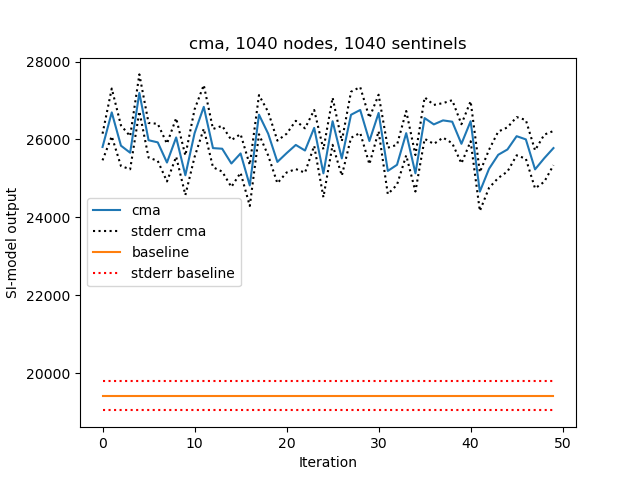 cma, 1040 nodes, 1040 sentinels
28000
26000
24000
22000
20000
SI-model output
cma
stderr cma
baseline
stderr baseline
0
10
20
30
40
50
Iteration